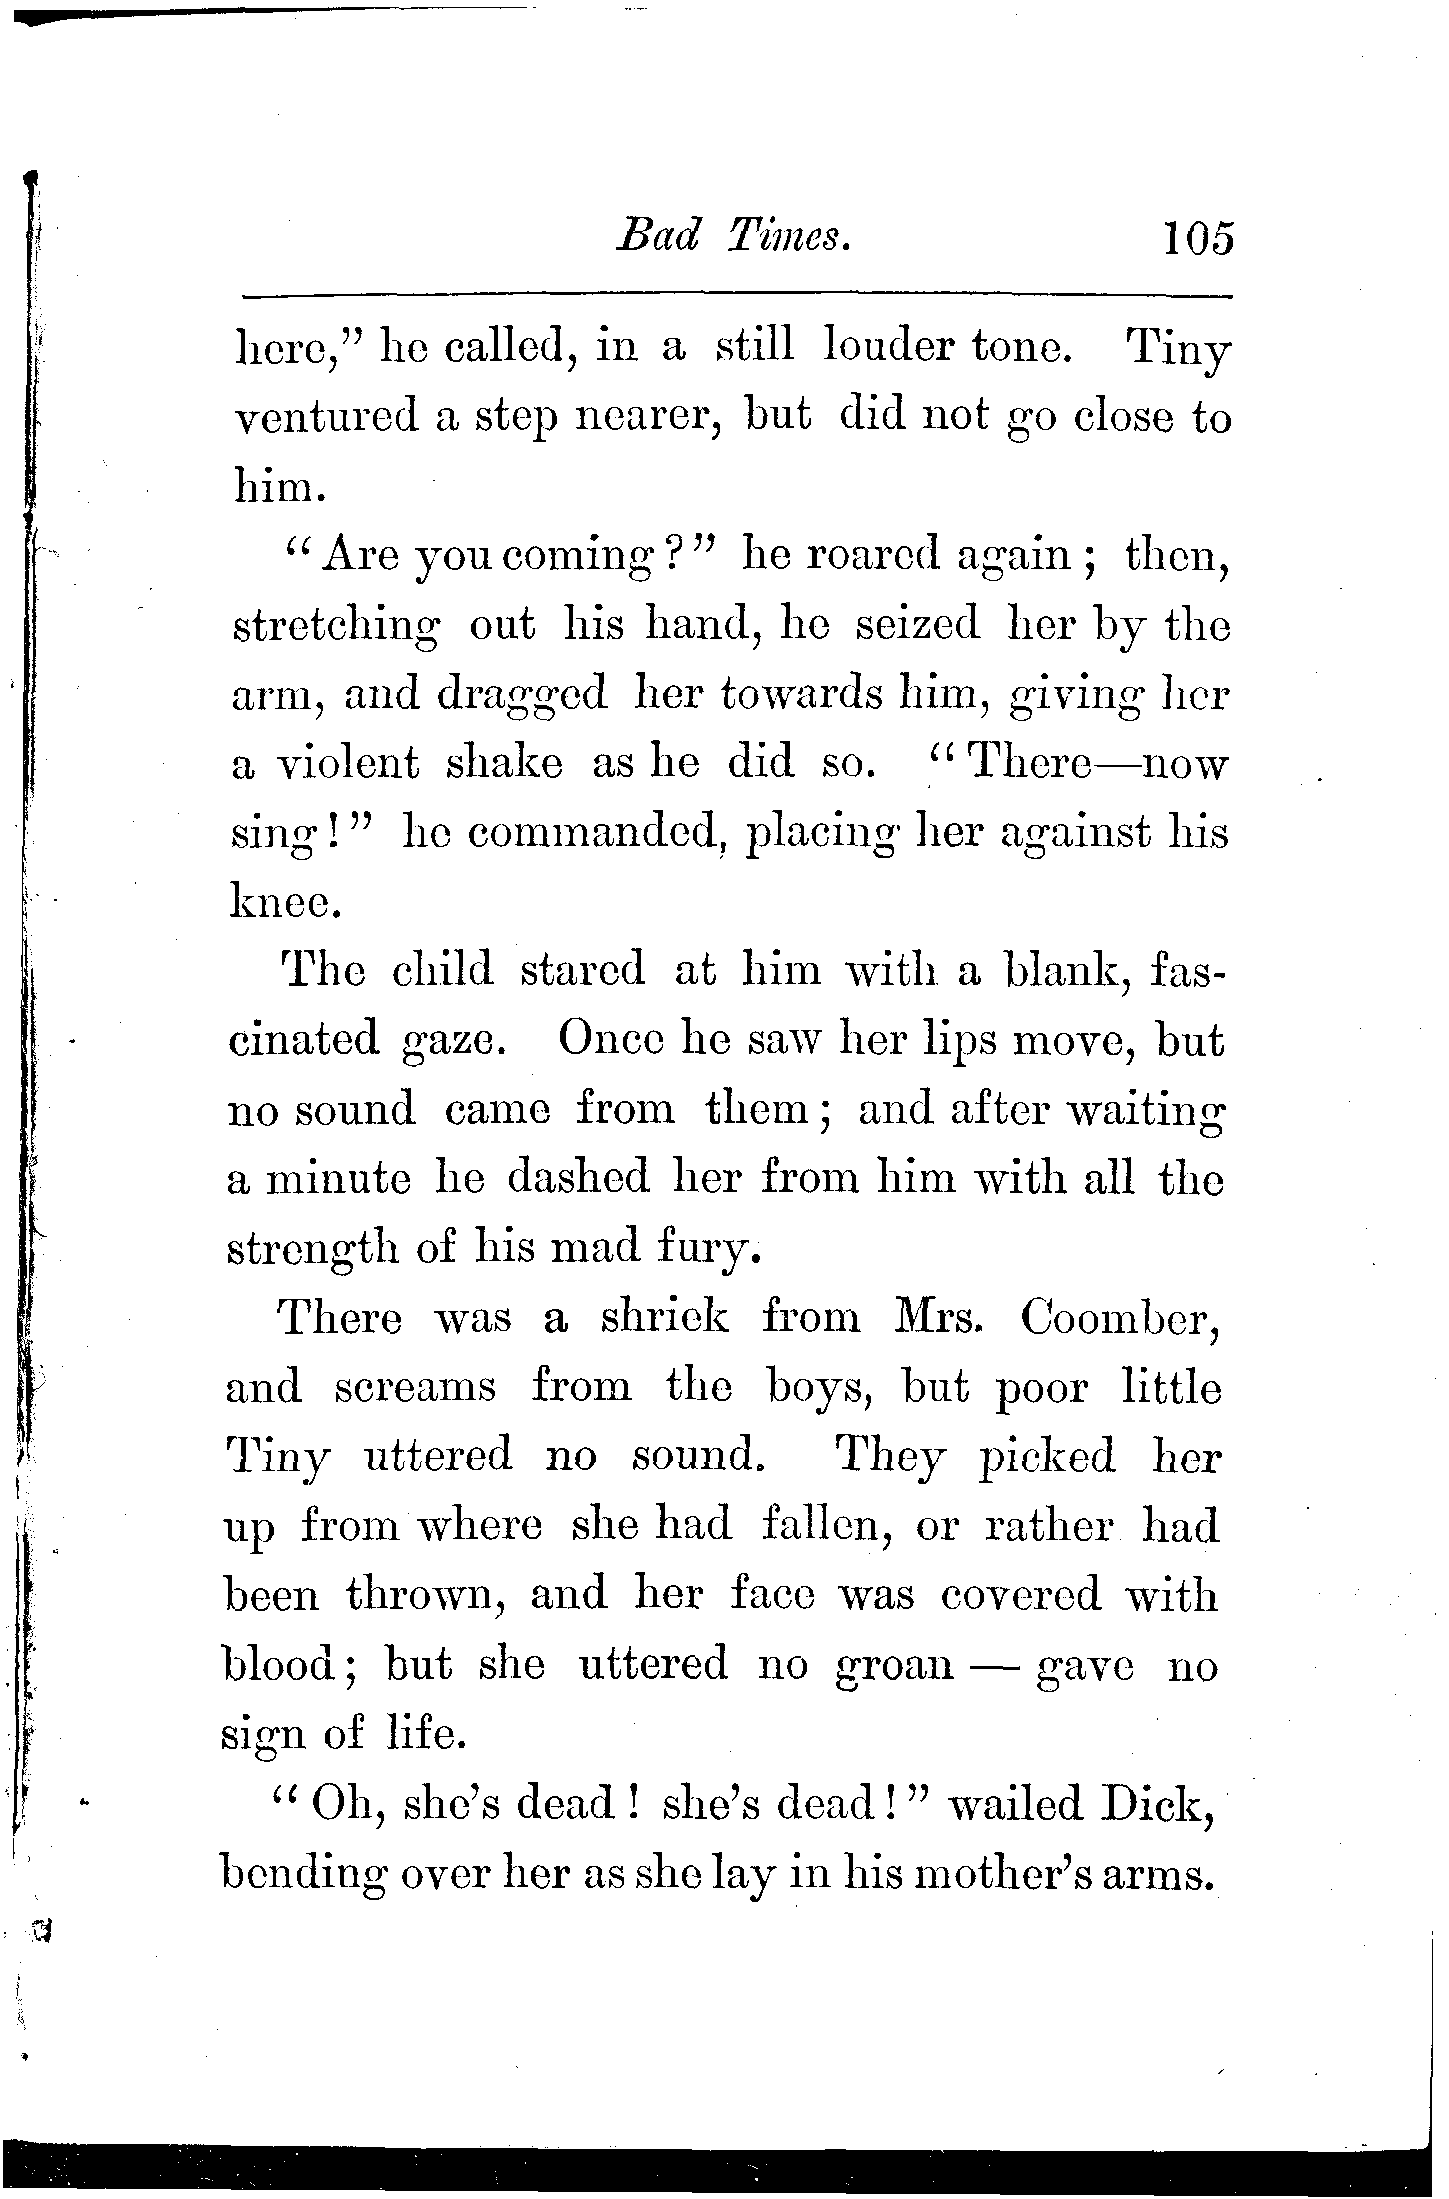 Bad Times. 105
here," he called, in a still louder tone. Tiny
ventured a step nearer, but did not go close to
him.
"Are you coming?" he roared again; then,
stretching out his hand, he seized her by the
arm, and dragged her towards him, giving her
a violent shake as he did so. "There—now
sing!" he commanded, placing her against his
knee.
The child stared at him with a blank, fas-
cinated gaze. Once he saw her lips move, but
no sound came from them; and after waiting
a minute he dashed her from him with all the
strength of his mad fury.
There was a shriek from Mrs. Coomber,
and screams from the boys, but poor little
Tiny uttered no sound. They picked her
up from where she had fallen, or rather had
been thrown, and her face was covered with
blood; but she uttered no groan — gave no
sign of life.
"Oh, she's dead! she's dead!" wailed Dick,
bending over her as she lay in his mother's arms.